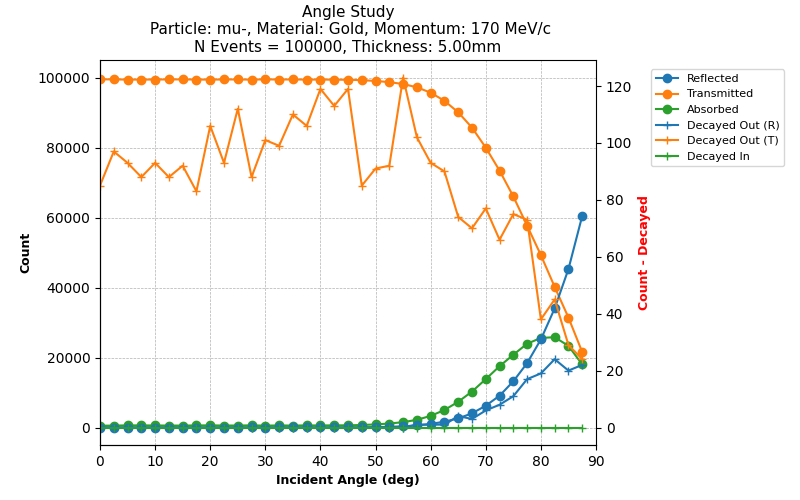 Angle Study
Particle: mu-, Material: Gold, Momentum: 170 MeV/c
N Events = 100000, Thickness: 5.00mm
100000
80000
60000
40000
20000
0
Count
0 10 20 30 40 50 60 70 80 90
Incident Angle (deg)
120
100
80
60
40
20
0
Count - Decayed
Reflected
Transmitted
Absorbed
Decayed Out (R)
Decayed Out (T)
Decayed In